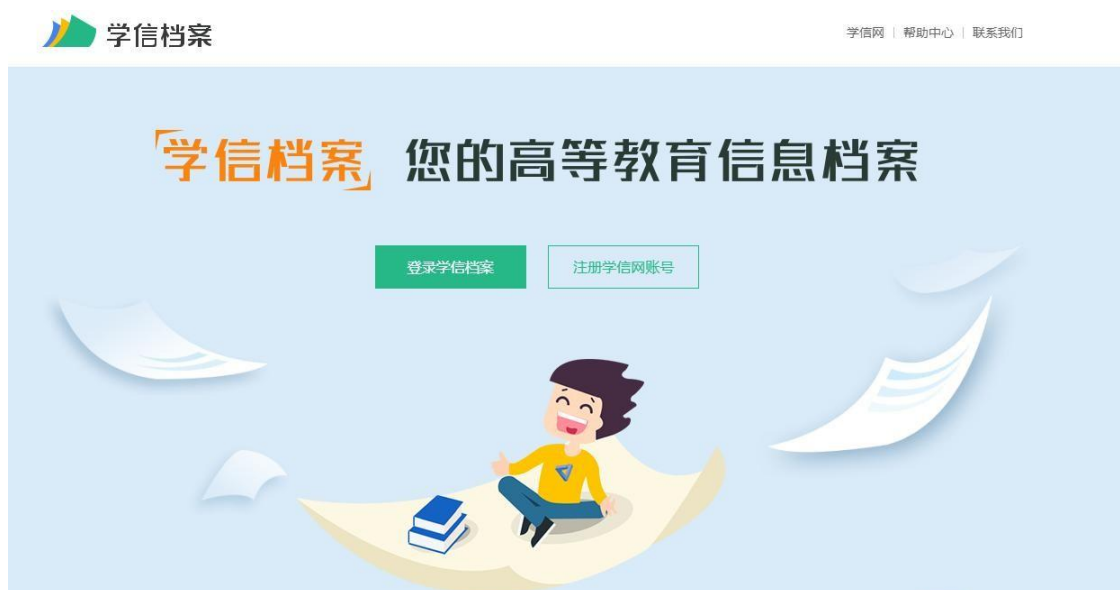 学信档案
学信网 | 帮助中心 | 联系我们
学信档案 您的高等教育信息档案
登录学信档案 注册学信网账号